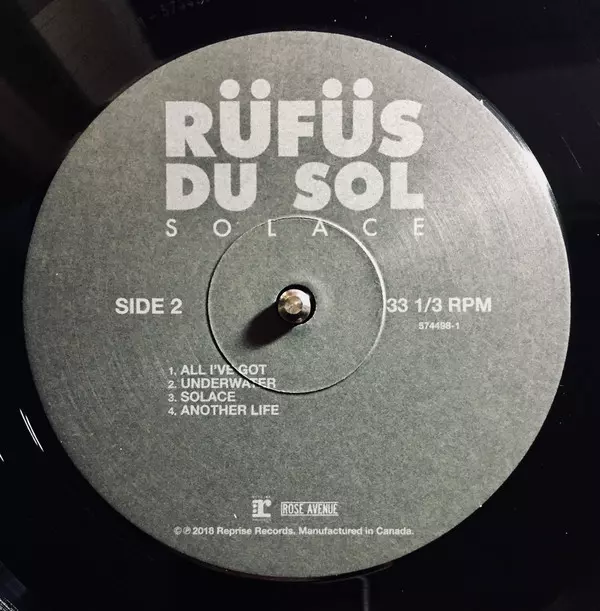 RÜFÜS
DU SOL
SOLACE
SIDE 2
33 1/3 RPM
574498-1
1. ALL I'VE GOT
2. UNDERWATER
3. SOLACE
4. ANOTHER LIFE
r ROSE AVENUE
© ℗ 2018 Reprise Records. Manufactured in Canada.